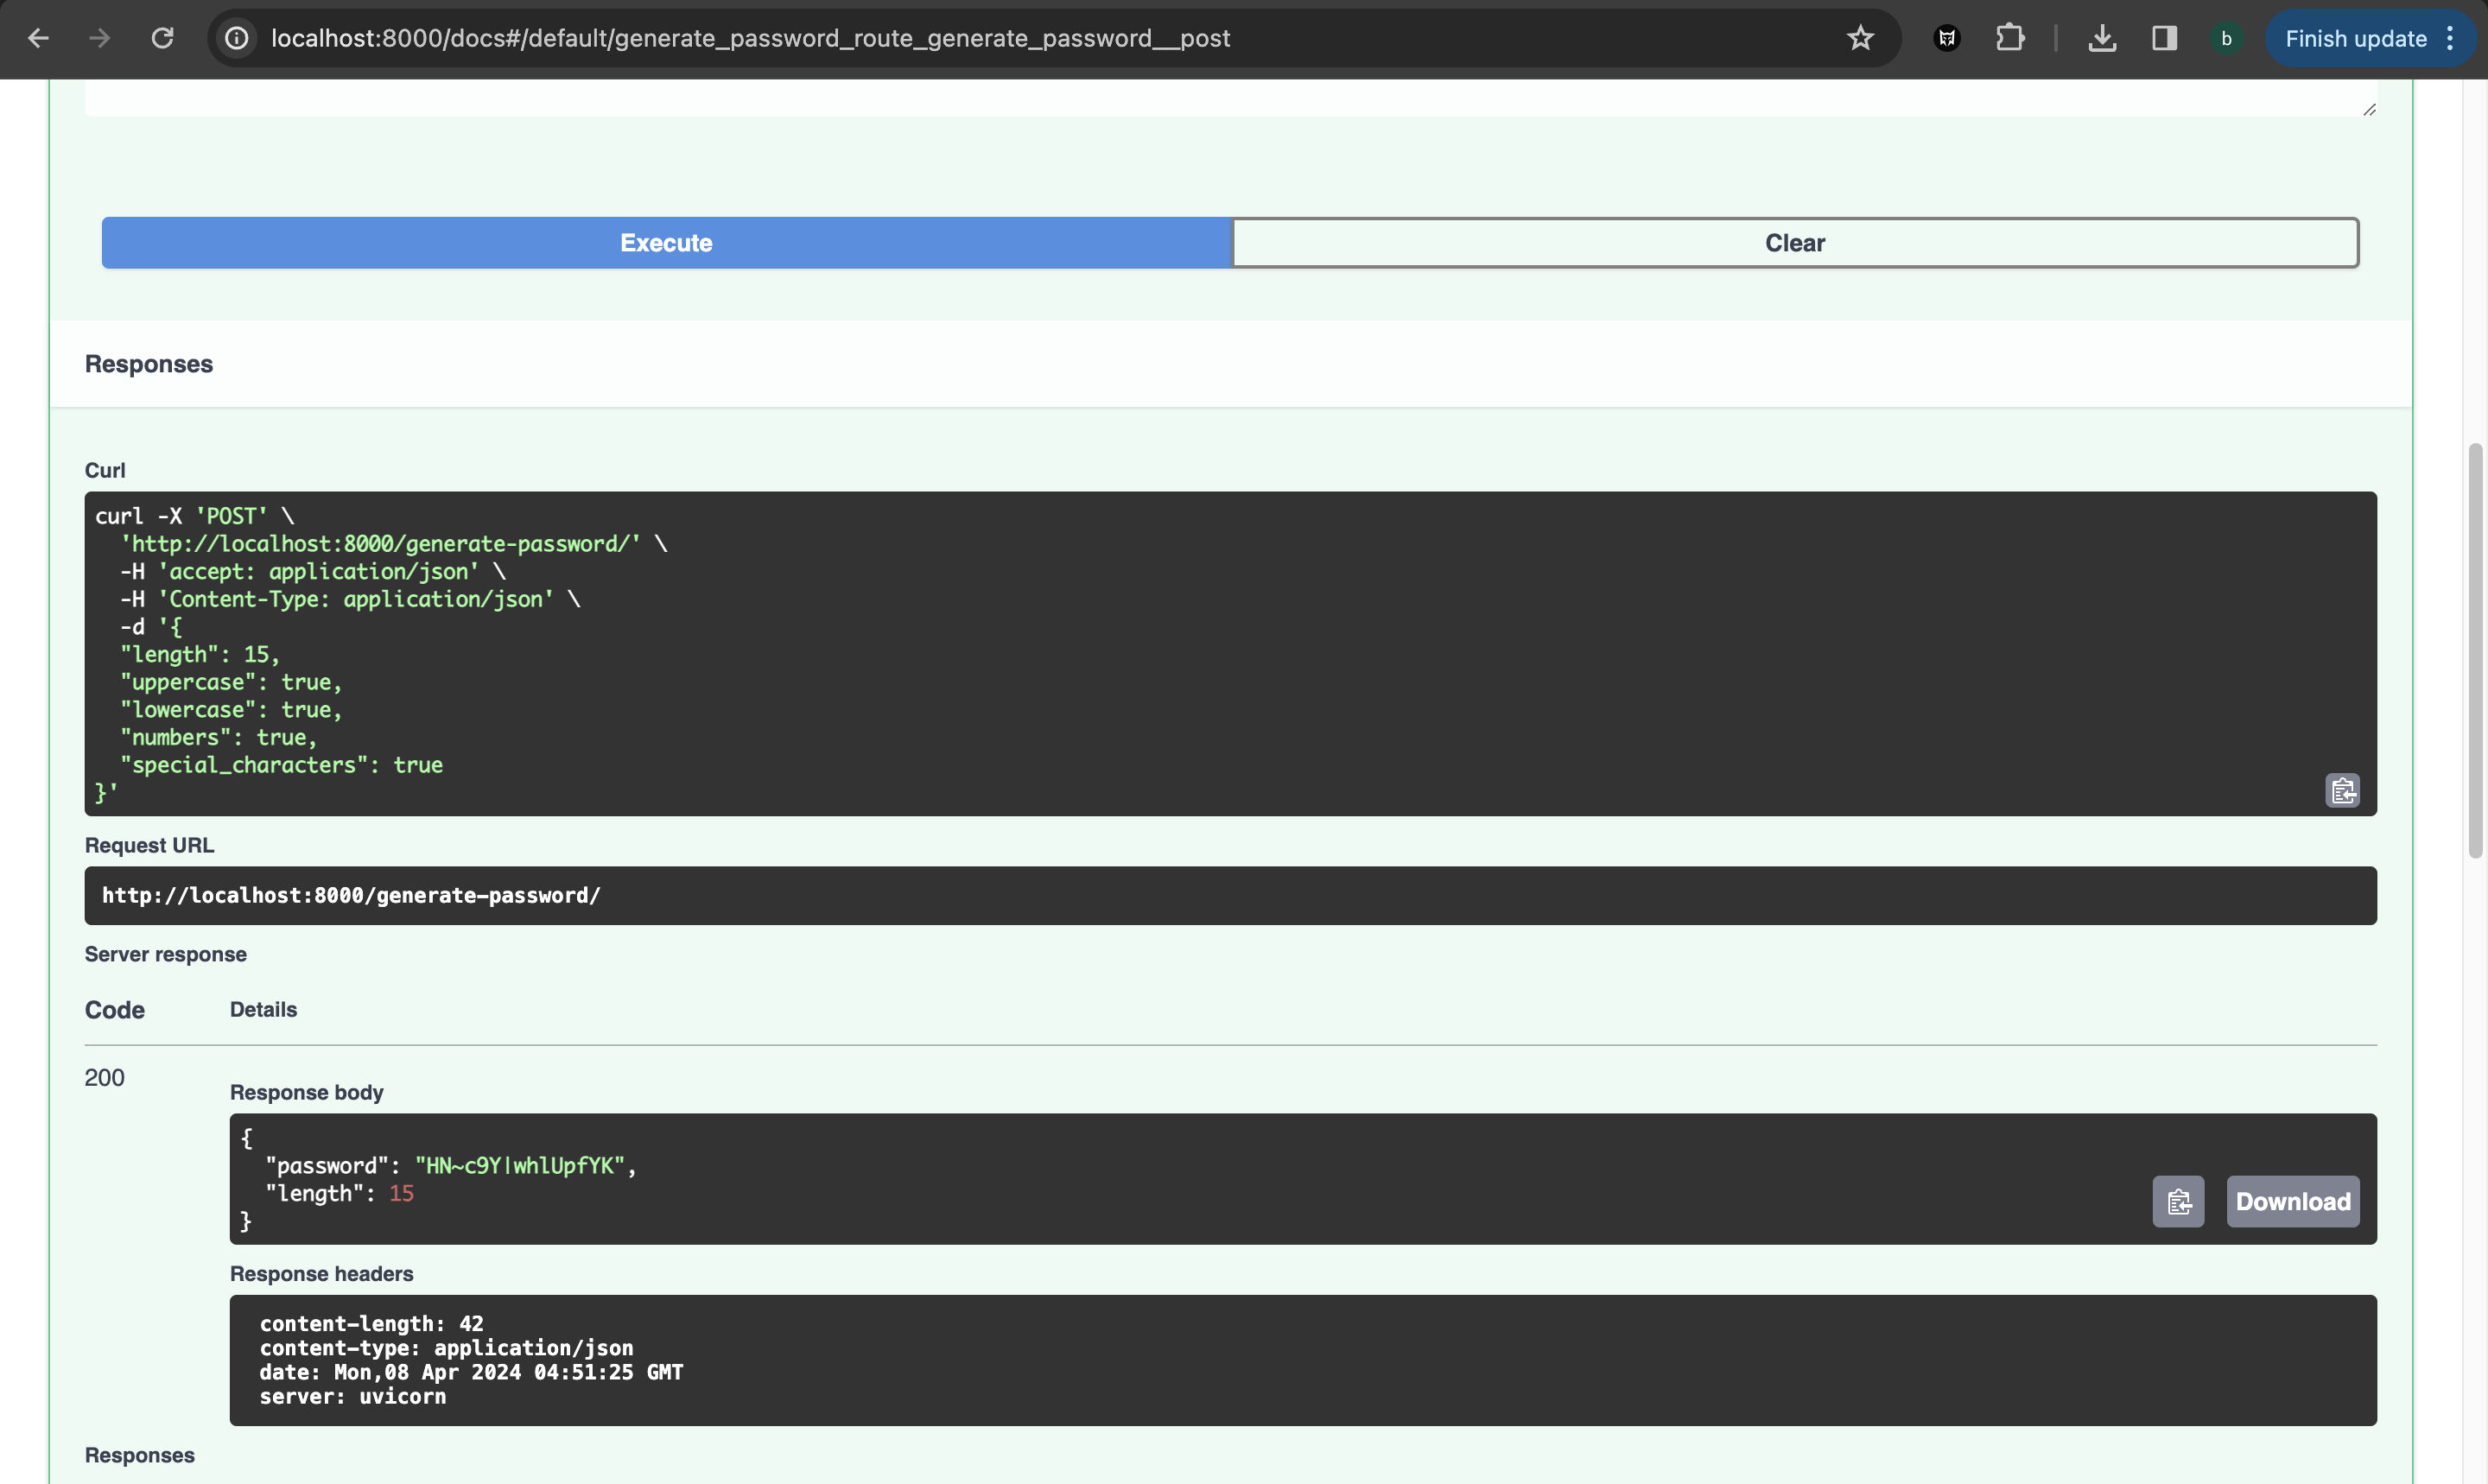 localhost:8000/docs#/default/generate_password_route_generate_password__post
b
Finish update
Execute
Clear
Responses
Curl
curl -X 'POST' \
  'http://localhost:8000/generate-password/' \
  -H 'accept: application/json' \
  -H 'Content-Type: application/json' \
  -d '{
  "length": 15,
  "uppercase": true,
  "lowercase": true,
  "numbers": true,
  "special_characters": true
}'
Request URL
http://localhost:8000/generate-password/
Server response
Code Details
200
Response body
{
  "password": "HN~c9Y|whlUpfYK",
  "length": 15
}
Download
Response headers
content-length: 42
content-type: application/json
date: Mon,08 Apr 2024 04:51:25 GMT
server: uvicorn
Responses